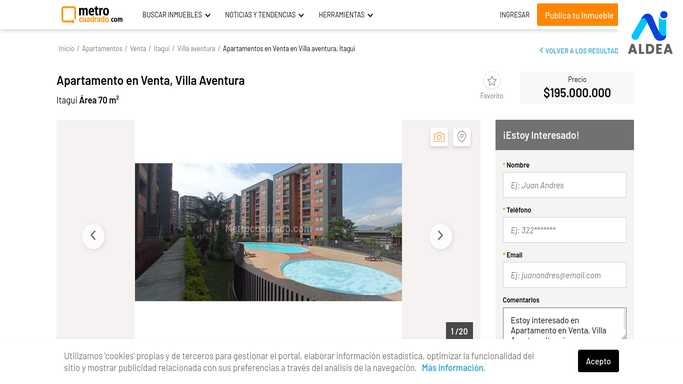 metro
cuadrado.com
BUSCAR INMUEBLES
NOTICIAS Y TENDENCIAS
HERRAMIENTAS
INGRESAR
Publica tu Inmueble
ALDEA
Inicio / Apartamentos / Venta / Itagui / Villa aventura / Apartamentos en Venta en Villa aventura, Itagui
VOLVER A LOS RESULTAD
Apartamento en Venta, Villa Aventura
Itagui Área 70 m²
Favorito
Precio
$195.000.000
Metrocuadrado.com
1 /20
¡Estoy Interesado!
* Nombre
Ej: Juan Andres
* Teléfono
Ej: 322*******
* Email
Ej: juanandres@email.com
Comentarios
Estoy interesado en
Apartamento en Venta, Villa
Utilizamos 'cookies' propias y de terceros para gestionar el portal, elaborar información estadística, optimizar la funcionalidad del
sitio y mostrar publicidad relacionada con sus preferencias a través del análisis de la navegación. Más información.
Acepto